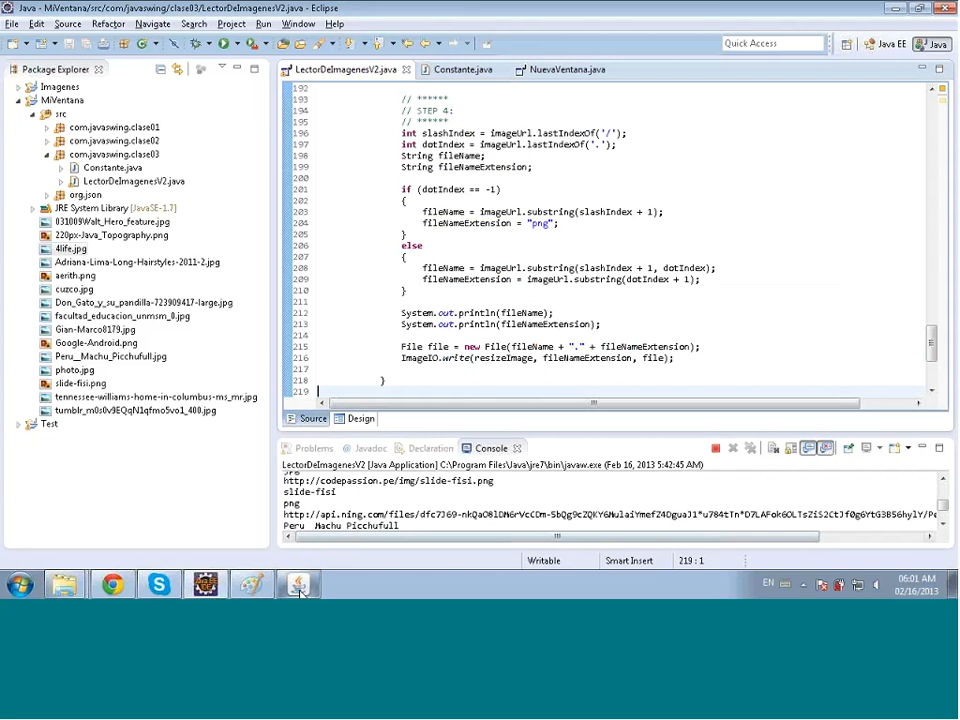 Java - MiVentana/src/com/javaswing/clase03/LectorDeImagenesV2.java - Eclipse
File Edit Source Refactor Navigate Search Project Run Window Help
Quick Access
Java EE
Java
Package Explorer
Imagenes
MiVentana
src
com.javaswing.clase01
com.javaswing.clase02
com.javaswing.clase03
Constante.java
LectorDeImagenesV2.java
org.json
JRE System Library [JavaSE-1.7]
031009Walt_Hero_feature.jpg
220px-Java_Topography.png
4life.jpg
Adriana-Lima-Long-Hairstyles-2011-2.jpg
aerith.png
cuzco.jpg
Don_Gato_y_su_pandilla-723909417-large.jpg
facultad_educacion_unmsm_0.jpg
Gian-Marco8179.jpg
Google-Android.png
Peru__Machu_Picchufull.jpg
photo.jpg
slide-fisi.png
tennessee-williams-home-in-columbus-ms_mr.jpg
tumblr_m0s0v9EQqN1qfmo5vo1_400.jpg
Test
LectorDeImagenesV2.java Constante.java NuevaVentana.java
192
193 // ******
194 // STEP 4:
195 // ******
196 int slashIndex = imageUrl.lastIndexOf('/');
197 int dotIndex = imageUrl.lastIndexOf('.');
198 String fileName;
199 String fileNameExtension;
200
201 if (dotIndex == -1)
202 {
203 fileName = imageUrl.substring(slashIndex + 1);
204 fileNameExtension = "png";
205 }
206 else
207 {
208 fileName = imageUrl.substring(slashIndex + 1, dotIndex);
209 fileNameExtension = imageUrl.substring(dotIndex + 1);
210 }
211
212 System.out.println(fileName);
213 System.out.println(fileNameExtension);
214
215 File file = new File(fileName + "." + fileNameExtension);
216 ImageIO.write(resizeImage, fileNameExtension, file);
217
218 }
219
Source Design
Problems Javadoc Declaration Console
LectorDeImagenesV2 [Java Application] C:\Program Files\Java\jre7\bin\javaw.exe (Feb 16, 2013 5:42:45 AM)
jpg
http://codepassion.pe/img/slide-fisi.png
slide-fisi
png
Peru__Machu_Picchufull
Writable Smart Insert 219 : 1
EN
06:01 AM
02/16/2013